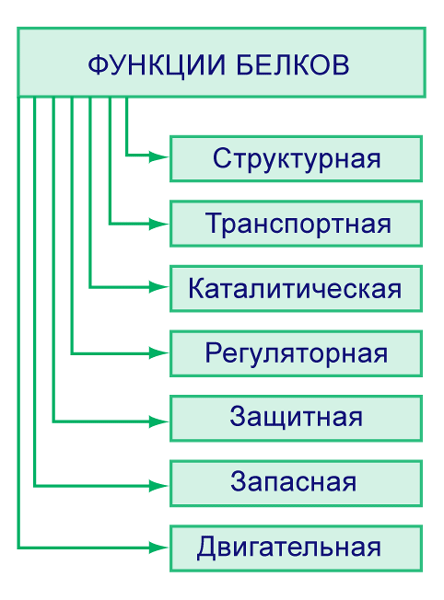 ФУНКЦИИ БЕЛКОВ
Структурная
Транспортная
Каталитическая
Регуляторная
Защитная
Запасная
Двигательная